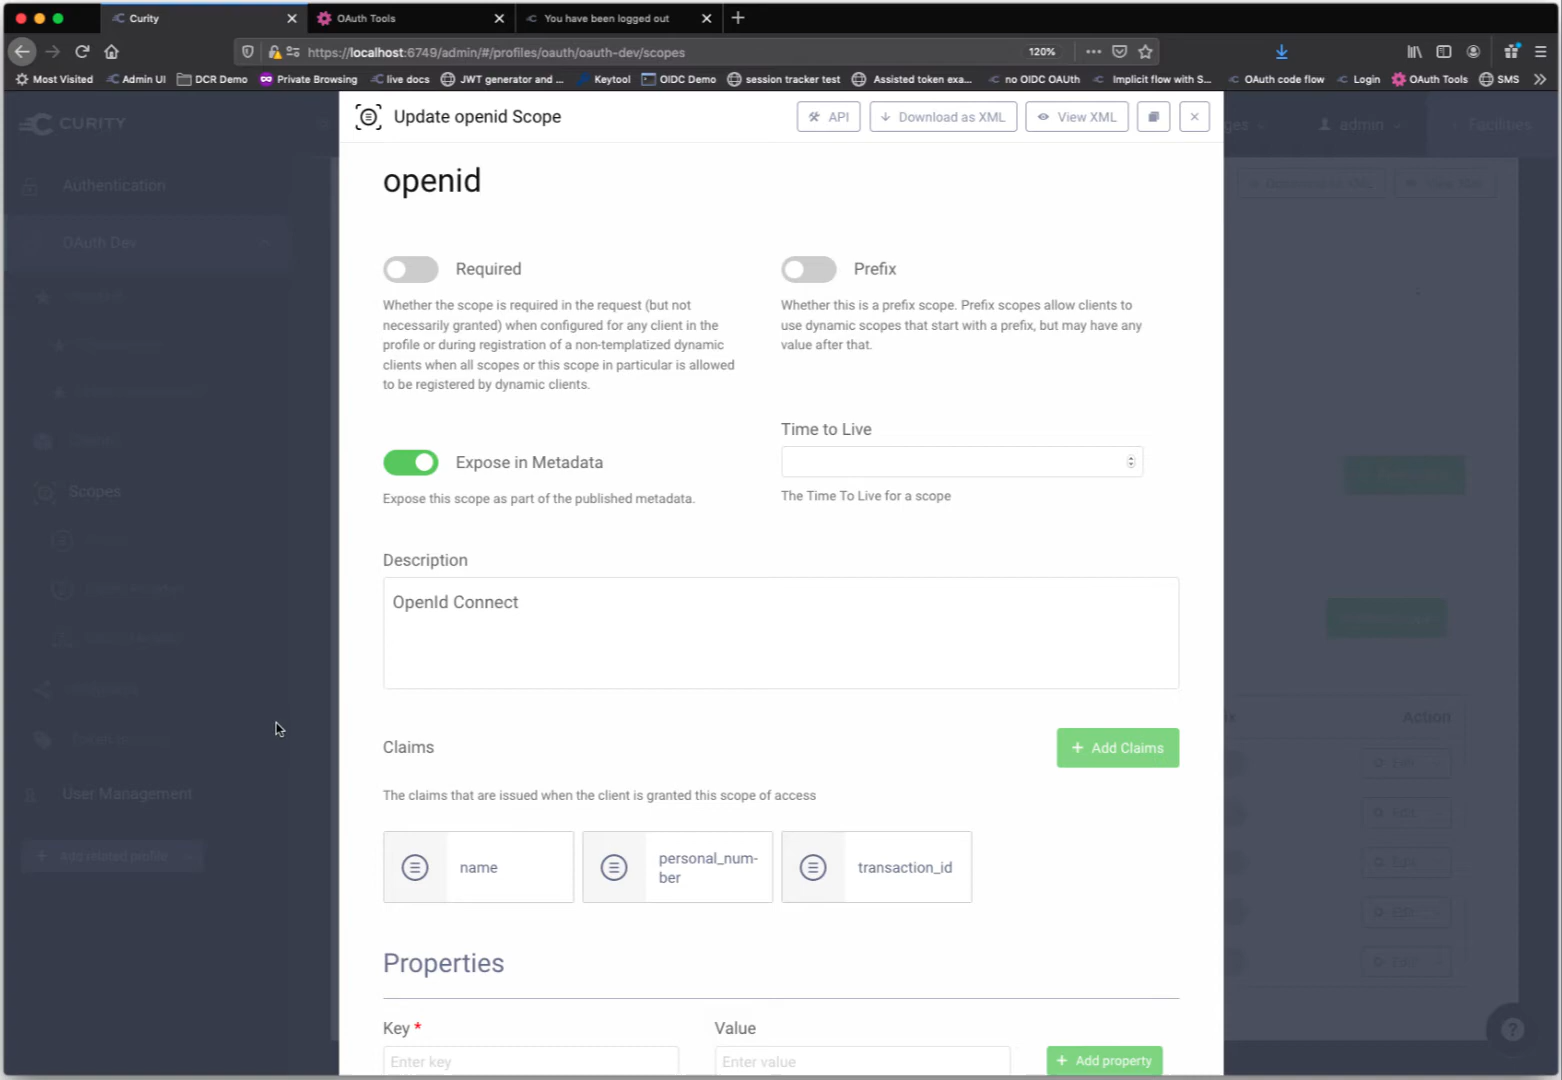 Curity
OAuth Tools
You have been logged out
https://localhost:6749/admin/#/profiles/oauth/oauth-dev/scopes
120%
Most Visited
Admin UI
DCR Demo
Private Browsing
live docs
JWT generator and ...
Keytool
OIDC Demo
session tracker test
Assisted token exa...
no OIDC OAUth
Implicit flow with S...
OAuth code flow
Login
OAuth Tools
SMS
CURITY
admin
Facilities
Authentication
OAuth Dev
Scopes
User Management
Add related profile
Update openid Scope
API
Download as XML
View XML
openid
Required
Whether the scope is required in the request (but not
necessarily granted) when configured for any client in the
profile or during registration of a non-templatized dynamic
clients when all scopes or this scope in particular is allowed
to be registered by dynamic clients.
Prefix
Whether this is a prefix scope. Prefix scopes allow clients to
use dynamic scopes that start with a prefix, but may have any
value after that.
Expose in Metadata
Expose this scope as part of the published metadata.
Time to Live
The Time To Live for a scope
Description
OpenId Connect
Claims
+ Add Claims
The claims that are issued when the client is granted this scope of access
name
personal_num-
ber
transaction_id
Properties
Key *
Value
Enter key
Enter value
+ Add property
Action
Edit
Edit
Edit
Edit
Edit